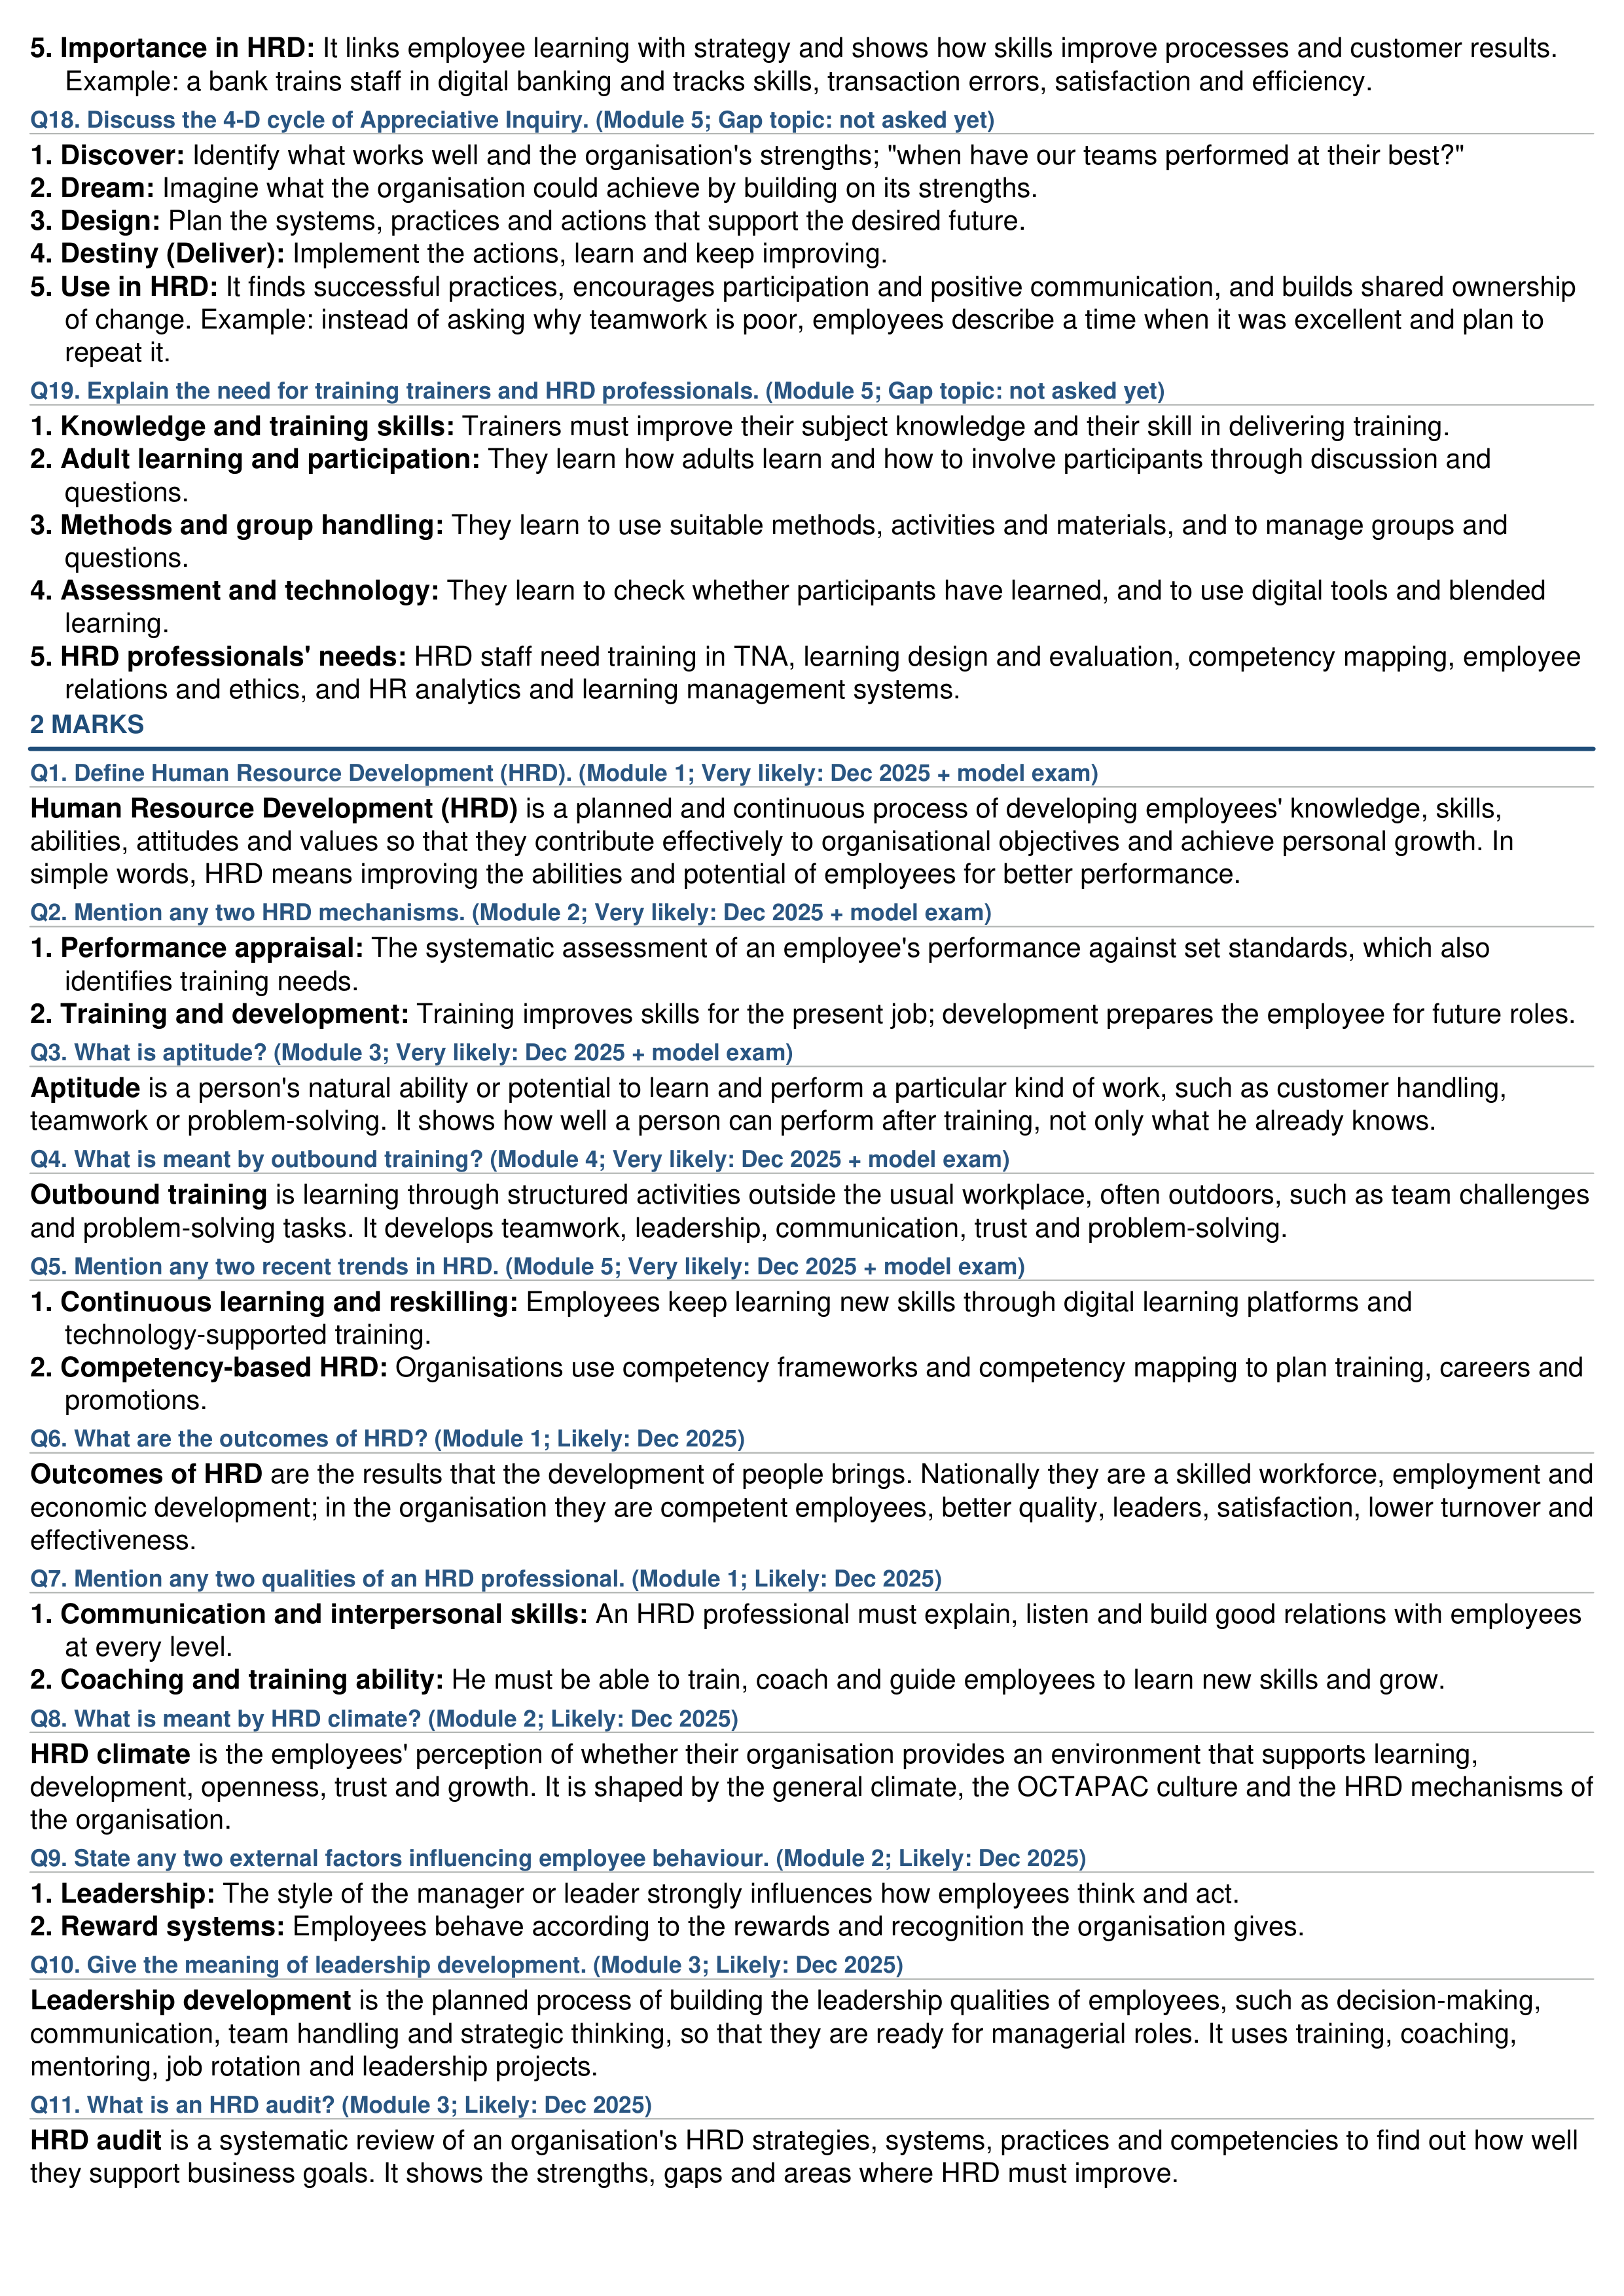 5. Importance in HRD: It links employee learning with strategy and shows how skills improve processes and customer results.
Example: a bank trains staff in digital banking and tracks skills, transaction errors, satisfaction and efficiency.
Q18. Discuss the 4-D cycle of Appreciative Inquiry. (Module 5; Gap topic: not asked yet)
1. Discover: Identify what works well and the organisation's strengths; "when have our teams performed at their best?"
2. Dream: Imagine what the organisation could achieve by building on its strengths.
3. Design: Plan the systems, practices and actions that support the desired future.
4. Destiny (Deliver): Implement the actions, learn and keep improving.
5. Use in HRD: It finds successful practices, encourages participation and positive communication, and builds shared ownership
of change. Example: instead of asking why teamwork is poor, employees describe a time when it was excellent and plan to
repeat it.
Q19. Explain the need for training trainers and HRD professionals. (Module 5; Gap topic: not asked yet)
1. Knowledge and training skills: Trainers must improve their subject knowledge and their skill in delivering training.
2. Adult learning and participation: They learn how adults learn and how to involve participants through discussion and
questions.
3. Methods and group handling: They learn to use suitable methods, activities and materials, and to manage groups and
questions.
4. Assessment and technology: They learn to check whether participants have learned, and to use digital tools and blended
learning.
5. HRD professionals' needs: HRD staff need training in TNA, learning design and evaluation, competency mapping, employee
relations and ethics, and HR analytics and learning management systems.
2 MARKS
Q1. Define Human Resource Development (HRD). (Module 1; Very likely: Dec 2025 + model exam)
Human Resource Development (HRD) is a planned and continuous process of developing employees' knowledge, skills,
abilities, attitudes and values so that they contribute effectively to organisational objectives and achieve personal growth. In
simple words, HRD means improving the abilities and potential of employees for better performance.
Q2. Mention any two HRD mechanisms. (Module 2; Very likely: Dec 2025 + model exam)
1. Performance appraisal: The systematic assessment of an employee's performance against set standards, which also
identifies training needs.
2. Training and development: Training improves skills for the present job; development prepares the employee for future roles.
Q3. What is aptitude? (Module 3; Very likely: Dec 2025 + model exam)
Aptitude is a person's natural ability or potential to learn and perform a particular kind of work, such as customer handling,
teamwork or problem-solving. It shows how well a person can perform after training, not only what he already knows.
Q4. What is meant by outbound training? (Module 4; Very likely: Dec 2025 + model exam)
Outbound training is learning through structured activities outside the usual workplace, often outdoors, such as team challenges
and problem-solving tasks. It develops teamwork, leadership, communication, trust and problem-solving.
Q5. Mention any two recent trends in HRD. (Module 5; Very likely: Dec 2025 + model exam)
1. Continuous learning and reskilling: Employees keep learning new skills through digital learning platforms and
technology-supported training.
2. Competency-based HRD: Organisations use competency frameworks and competency mapping to plan training, careers and
promotions.
Q6. What are the outcomes of HRD? (Module 1; Likely: Dec 2025)
Outcomes of HRD are the results that the development of people brings. Nationally they are a skilled workforce, employment and
economic development; in the organisation they are competent employees, better quality, leaders, satisfaction, lower turnover and
effectiveness.
Q7. Mention any two qualities of an HRD professional. (Module 1; Likely: Dec 2025)
1. Communication and interpersonal skills: An HRD professional must explain, listen and build good relations with employees
at every level.
2. Coaching and training ability: He must be able to train, coach and guide employees to learn new skills and grow.
Q8. What is meant by HRD climate? (Module 2; Likely: Dec 2025)
HRD climate is the employees' perception of whether their organisation provides an environment that supports learning,
development, openness, trust and growth. It is shaped by the general climate, the OCTAPAC culture and the HRD mechanisms of
the organisation.
Q9. State any two external factors influencing employee behaviour. (Module 2; Likely: Dec 2025)
1. Leadership: The style of the manager or leader strongly influences how employees think and act.
2. Reward systems: Employees behave according to the rewards and recognition the organisation gives.
Q10. Give the meaning of leadership development. (Module 3; Likely: Dec 2025)
Leadership development is the planned process of building the leadership qualities of employees, such as decision-making,
communication, team handling and strategic thinking, so that they are ready for managerial roles. It uses training, coaching,
mentoring, job rotation and leadership projects.
Q11. What is an HRD audit? (Module 3; Likely: Dec 2025)
HRD audit is a systematic review of an organisation's HRD strategies, systems, practices and competencies to find out how well
they support business goals. It shows the strengths, gaps and areas where HRD must improve.